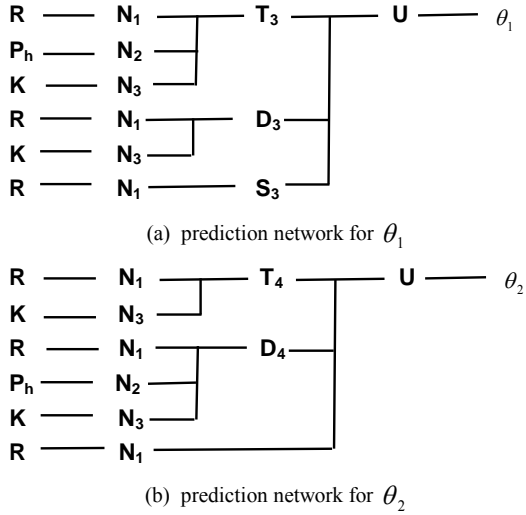 R N₁ T₃ U θ₁
Pₕ N₂
K N₃
R N₁ D₃
K N₃
R N₁ S₃
(a) prediction network for θ₁
R N₁ T₄ U θ₂
K N₃
R N₁ D₄
Pₕ N₂
K N₃
R N₁
(b) prediction network for θ₂